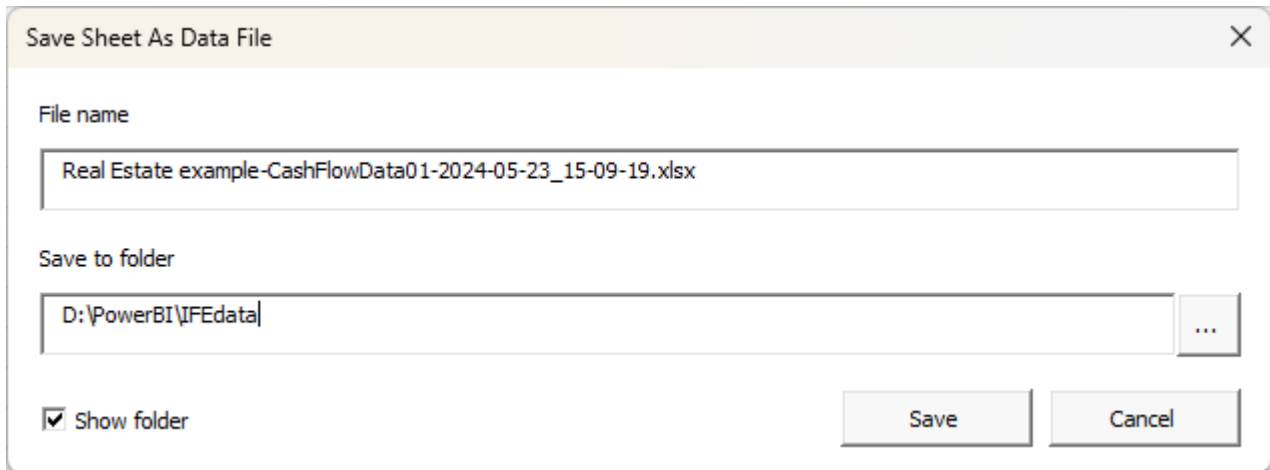 Save Sheet As Data File
File name
Real Estate example-CashFlowData01-2024-05-23_15-09-19.xlsx
Save to folder
D:\PowerBI\IFEdata
...
Show folder
Save
Cancel